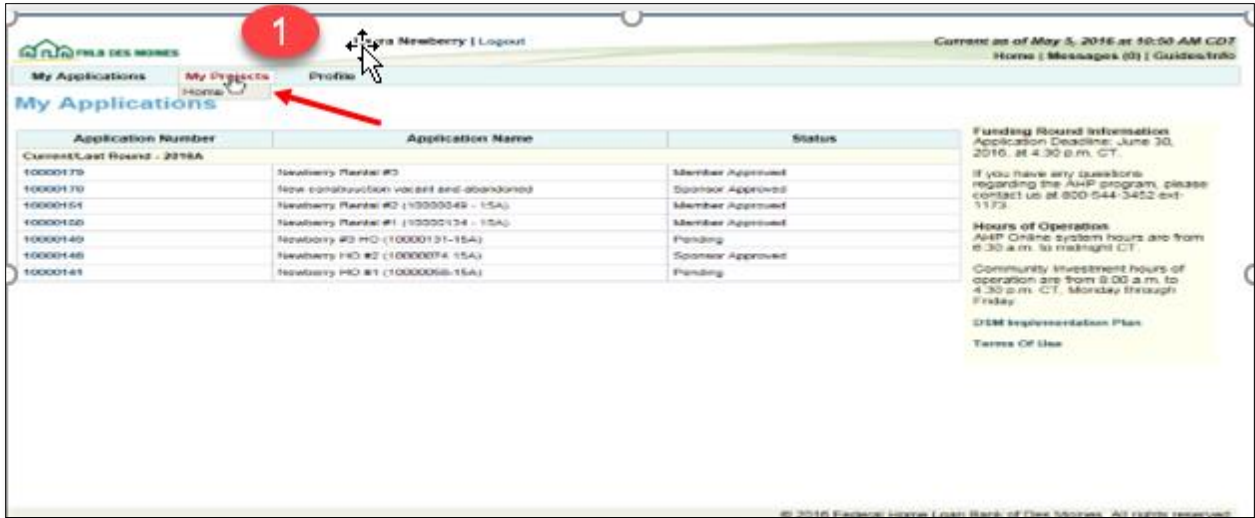 1
FHLB DES MOINES
Newberry | Logout
Current as of May 5, 2016 at 10:50 AM CDT
Home | Messages (0) | Guides/Info
My Applications My Projects Profile
Home
My Applications
Application Number Application Name Status
Current/Last Round - 2016A
10000179 Newberry Rental #3 Member Approved
10000170 New construction vacant and abandoned Sponsor Approved
10000151 Newberry Rental #2 (10000049 - 15A) Member Approved
10000150 Newberry Rental #1 (10000134 - 15A) Member Approved
10000149 Newberry #3 HO (10000131-15A) Pending
10000146 Newberry HO #2 (10000074 15A) Sponsor Approved
10000141 Newberry HO #1 (10000058-15A) Pending
Funding Round Information
Application Deadline: June 30,
2016, at 4:30 p.m. CT.
If you have any questions
regarding the AHP program, please
contact us at 800-544-3452 ext-
1173.
Hours of Operation
AHP Online system hours are from
6:30 a.m. to midnight CT.
Community Investment hours of
operation are from 8:00 a.m. to
4:30 p.m. CT, Monday through
Friday.
DSM Implementation Plan
Terms Of Use
© 2016 Federal Home Loan Bank of Des Moines. All rights reserved.